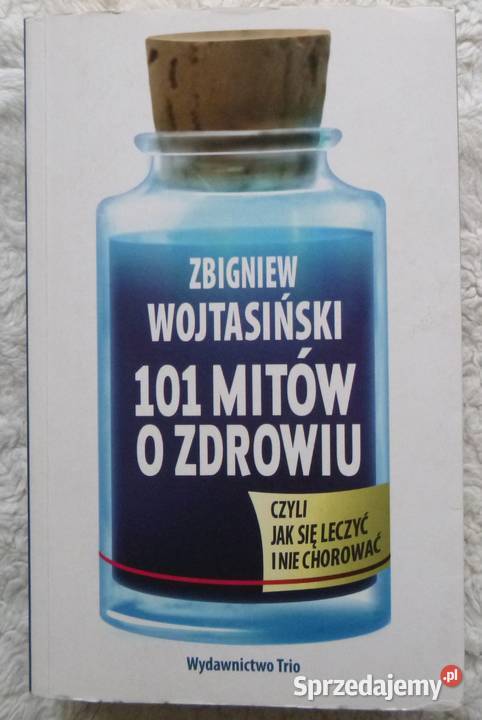 ZBIGNIEW
WOJTASIŃSKI
101 MITÓW
O ZDROWIU
CZYLI
JAK SIĘ LECZYĆ
I NIE CHOROWAĆ
Wydawnictwo Trio
Sprzedajemy.pl